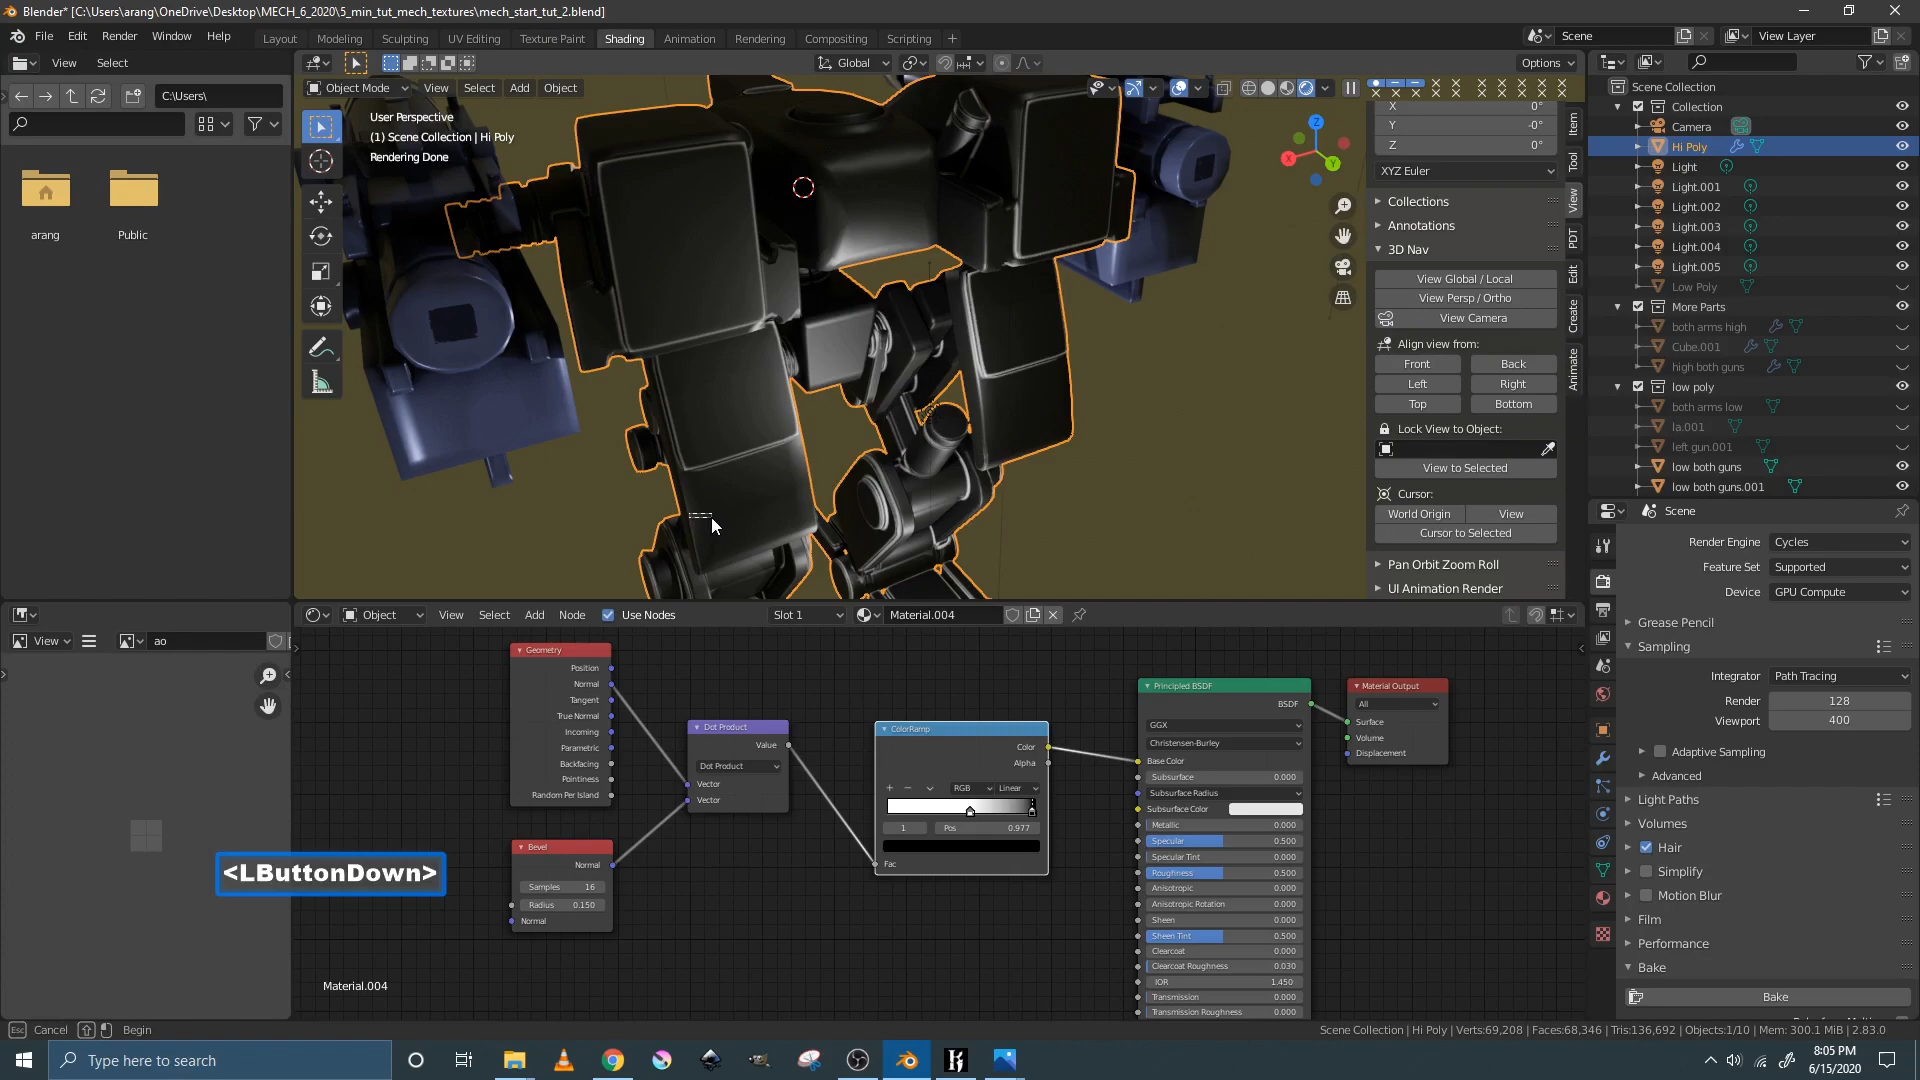 Blender* [C:\Users\arang\OneDrive\Desktop\MECH_6_2020\5_min_tut_mech_textures\mech_start_tut_2.blend]
File Edit Render Window Help
Layout Modeling Sculpting UV Editing Texture Paint Shading Animation Rendering Compositing Scripting
Scene
View Layer
View Select
C:\Users\
arang
Public
Global
Options
Object Mode View Select Add Object
User Perspective
(1) Scene Collection | Hi Poly
Rendering Done
X 0°
Y -0°
Z 0°
XYZ Euler
Collections
Annotations
3D Nav
View Global / Local
View Persp / Ortho
View Camera
Align view from:
Front Back
Left Right
Top Bottom
Lock View to Object:
View to Selected
Cursor:
World Origin View
Cursor to Selected
Pan Orbit Zoom Roll
UI Animation Render
Item
Tool
View
PDT
Edit
Create
Animate
X
Y
Z
Scene Collection
Collection
Camera
Hi Poly
Light
Light.001
Light.002
Light.003
Light.004
Light.005
Low Poly
More Parts
both arms high
Cube.001
high both guns
low poly
both arms low
la.001
left gun.001
low both guns
low both guns.001
Scene
Render Engine Cycles
Feature Set Supported
Device GPU Compute
Grease Pencil
Sampling
Integrator Path Tracing
Render 128
Viewport 400
Adaptive Sampling
Advanced
Light Paths
Volumes
Hair
Simplify
Motion Blur
Film
Performance
Bake
Bake
View
ao
<LButtonDown>
Object View Select Add Node Use Nodes Slot 1 Material.004
Geometry
Position
Normal
Tangent
True Normal
Incoming
Parametric
Backfacing
Pointiness
Random Per Island
Bevel
Normal
Samples 16
Radius 0.150
Normal
Dot Product
Value
Dot Product
Vector
Vector
ColorRamp
Color
Alpha
RGB Linear
1 Pos 0.977
Fac
Principled BSDF
BSDF
GGX
Christensen-Burley
Base Color
Subsurface 0.000
Subsurface Radius
Subsurface Color
Metallic 0.000
Specular 0.500
Specular Tint 0.000
Roughness 0.500
Anisotropic 0.000
Anisotropic Rotation 0.000
Sheen 0.000
Sheen Tint 0.500
Clearcoat 0.000
Clearcoat Roughness 0.030
IOR 1.450
Transmission 0.000
Transmission Roughness 0.000
Material Output
All
Surface
Volume
Displacement
Material.004
Esc Cancel Begin
Scene Collection | Hi Poly | Verts:69,208 | Faces:68,346 | Tris:136,692 | Objects:1/10 | Mem: 300.1 MiB | 2.83.0
Type here to search
8:05 PM
6/15/2020